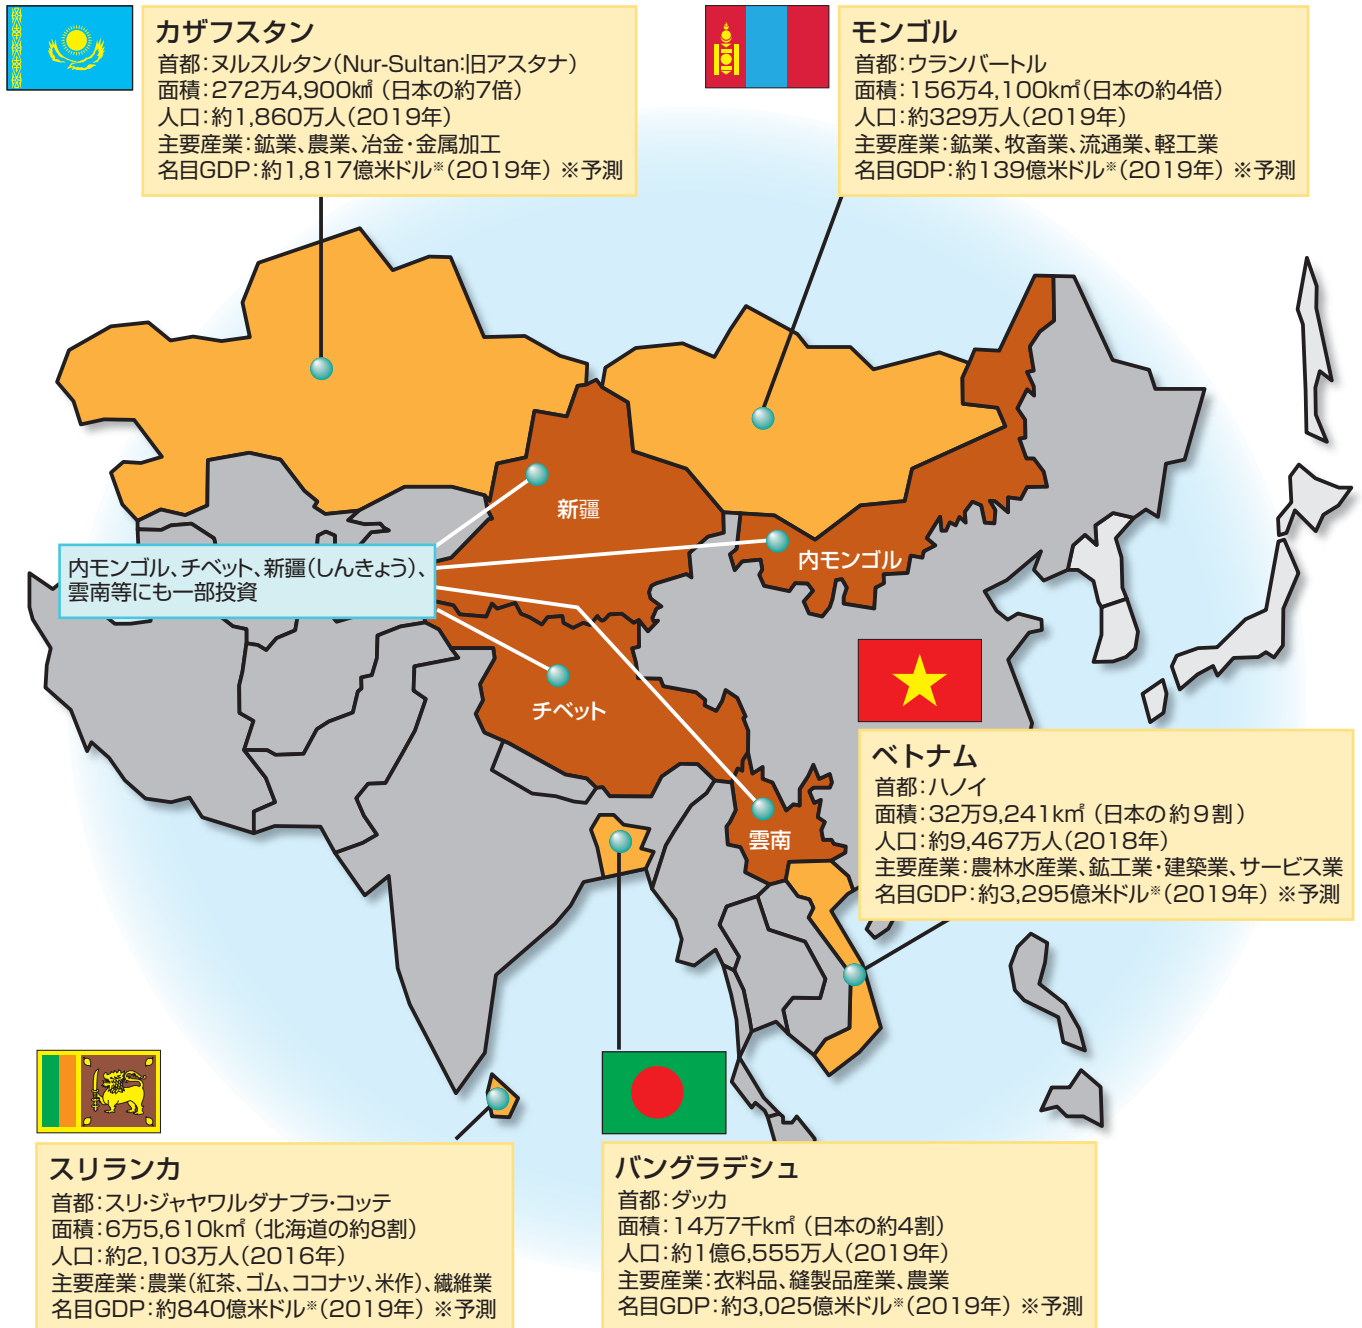 カザフスタン
首都：ヌルスルタン（Nur-Sultan:旧アスタナ）
面積：272万4,900㎢（日本の約7倍）
人口：約1,860万人（2019年）
主要産業：鉱業、農業、冶金・金属加工
名目GDP：約1,817億米ドル※（2019年）※予測
モンゴル
首都：ウランバートル
面積：156万4,100k㎡（日本の約4倍）
人口：約329万人（2019年）
主要産業：鉱業、牧畜業、流通業、軽工業
名目GDP：約139億米ドル※（2019年）※予測
新疆
内モンゴル
内モンゴル、チベット、新疆（しんきょう）、
雲南等にも一部投資
チベット
雲南
ベトナム
首都：ハノイ
面積：32万9,241k㎡（日本の約9割）
人口：約9,467万人（2018年）
主要産業：農林水産業、鉱工業・建築業、サービス業
名目GDP：約3,295億米ドル※（2019年）※予測
スリランカ
首都：スリ・ジャヤワルダナプラ・コッテ
面積：6万5,610k㎡（北海道の約8割）
人口：約2,103万人（2016年）
主要産業：農業（紅茶、ゴム、ココナツ、米作）、繊維業
名目GDP：約840億米ドル※（2019年）※予測
バングラデシュ
首都：ダッカ
面積：14万7千k㎡（日本の約4割）
人口：約1億6,555万人（2019年）
主要産業：衣料品、縫製品産業、農業
名目GDP：約3,025億米ドル※（2019年）※予測